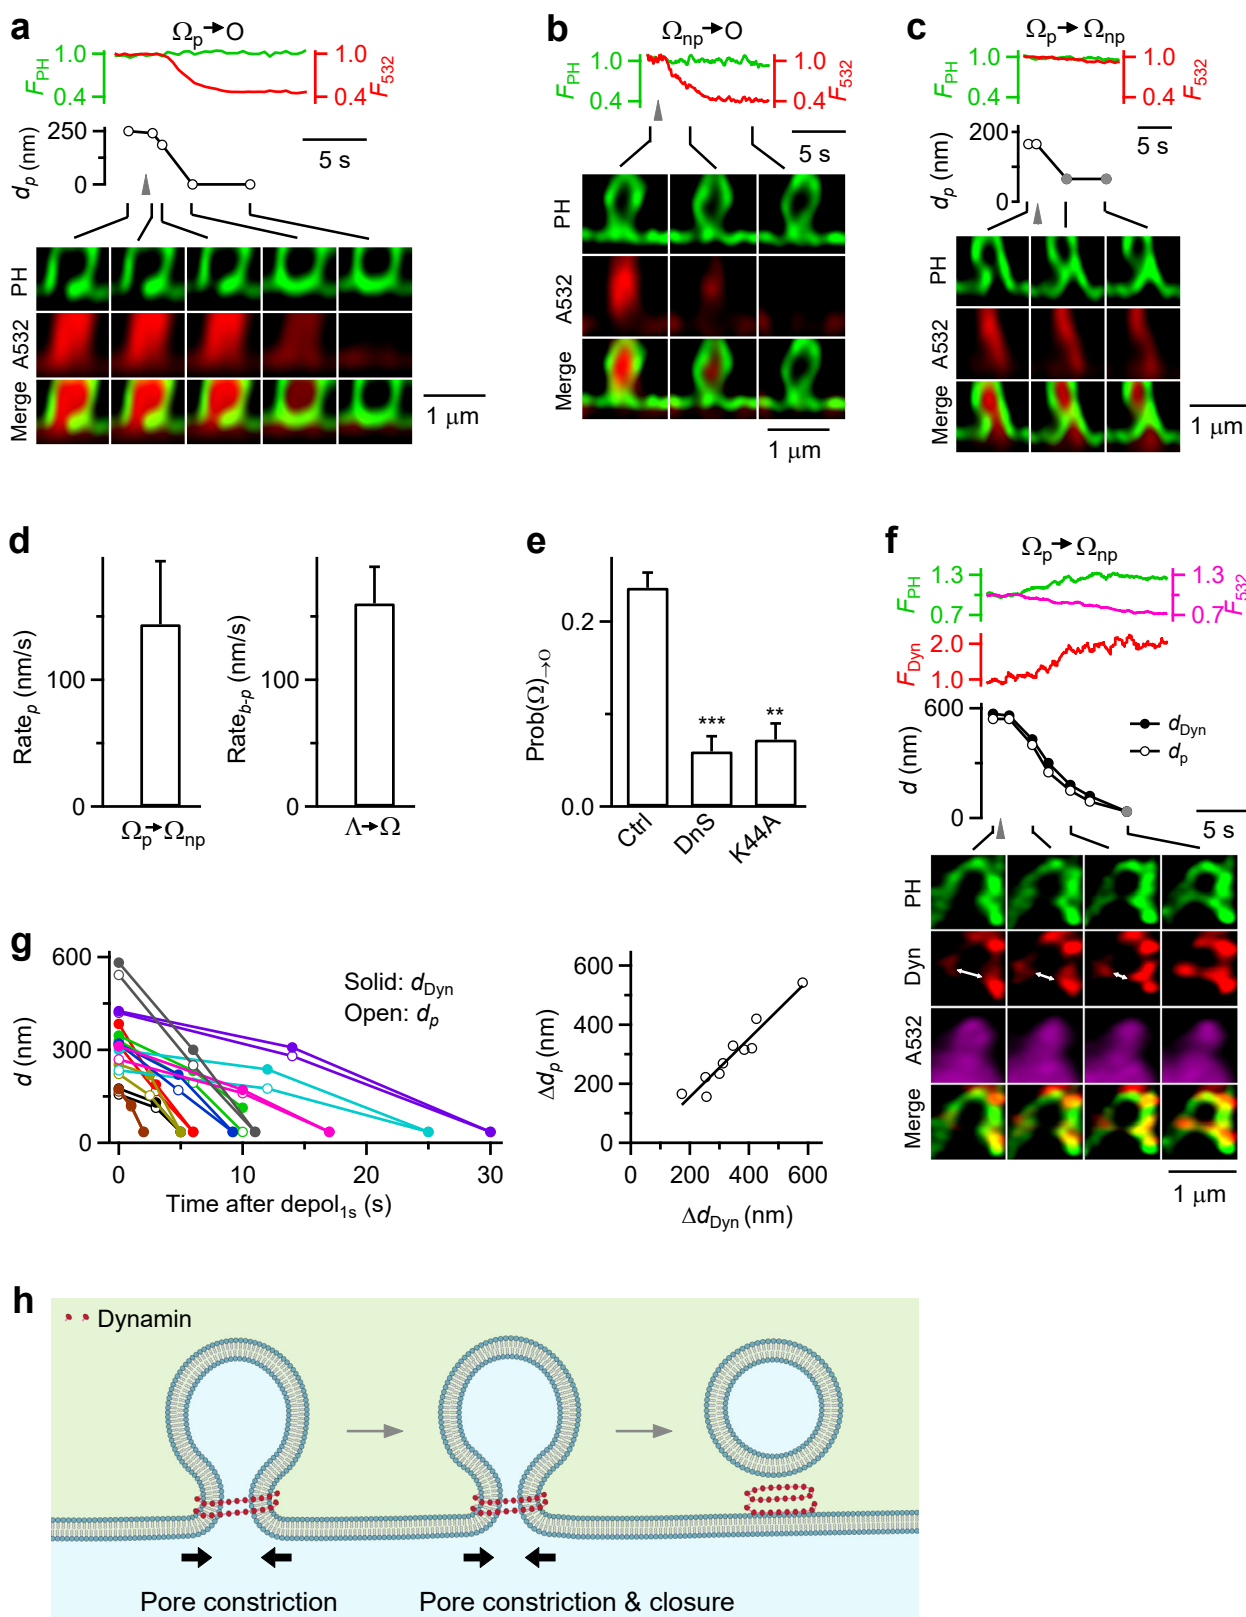 a
Ωp→O
FPH
1.0
0.4
1.0
0.4
F532
dp (nm)
250
0
5 s
PH
A532
Merge
1 μm
b
Ωnp→O
FPH
1.0
0.4
1.0
0.4
F532
5 s
PH
A532
Merge
1 μm
c
Ωp→Ωnp
FPH
1.0
0.4
1.0
0.4
F532
dp (nm)
200
0
5 s
PH
A532
Merge
1 μm
d
Ratep (nm/s)
100
0
Ωp→Ωnp
Rateb-p (nm/s)
100
0
Λ→Ω
e
Prob(Ω)→O
0.2
0.0
***
**
Ctrl
DnS
K44A
f
Ωp→Ωnp
FPH
1.3
0.7
1.3
0.7
F532
FDyn
2.0
1.0
d (nm)
600
0
dDyn
dp
5 s
PH
Dyn
A532
Merge
1 μm
g
d (nm)
600
300
0
Solid: dDyn
Open: dp
0 10 20 30
Time after depol1s (s)
Δdp (nm)
600
400
200
0
0 200 400 600
ΔdDyn (nm)
h
Dynamin
Pore constriction
Pore constriction & closure